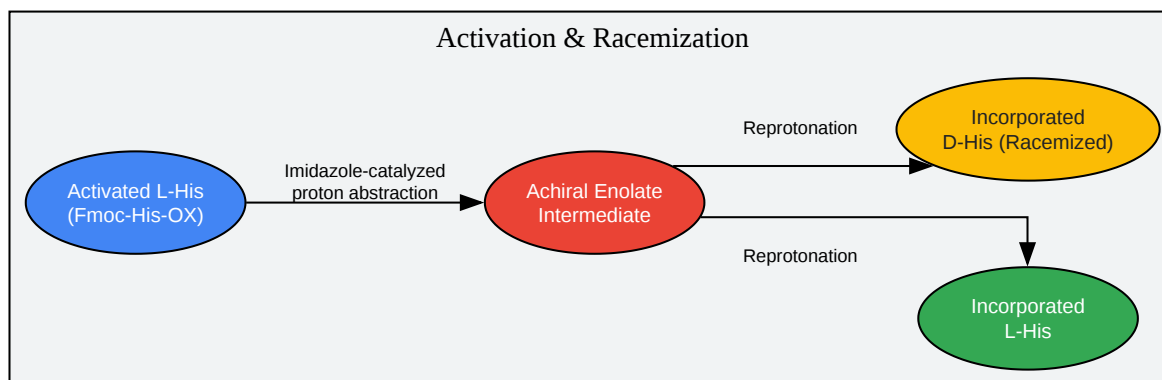 Activation & Racemization
Activated L-His
(Fmoc-His-OX)
Imidazole-catalyzed
proton abstraction
Achiral Enolate
Intermediate
Reprotonation
Incorporated
D-His (Racemized)
Reprotonation
Incorporated
L-His